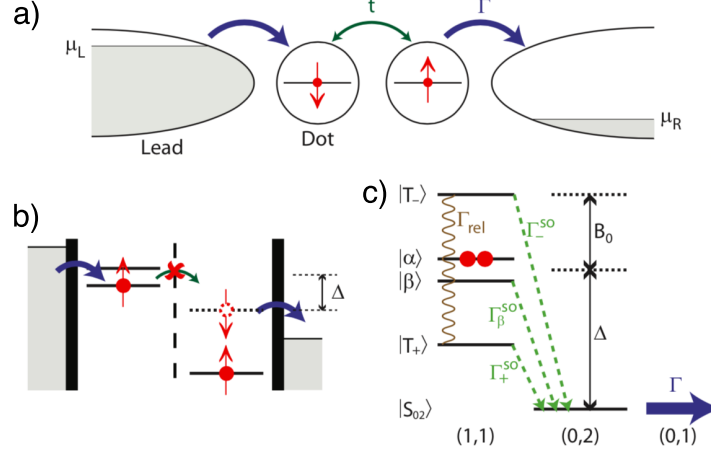 a)
t
Γ
μL
μR
Lead
Dot
b)
Δ
c)
|T−⟩
Γrel
Γ−so
B0
|α⟩
|β⟩
Γβso
Δ
|T+⟩
Γ+so
Γ
|S02⟩
(1,1)
(0,2)
(0,1)